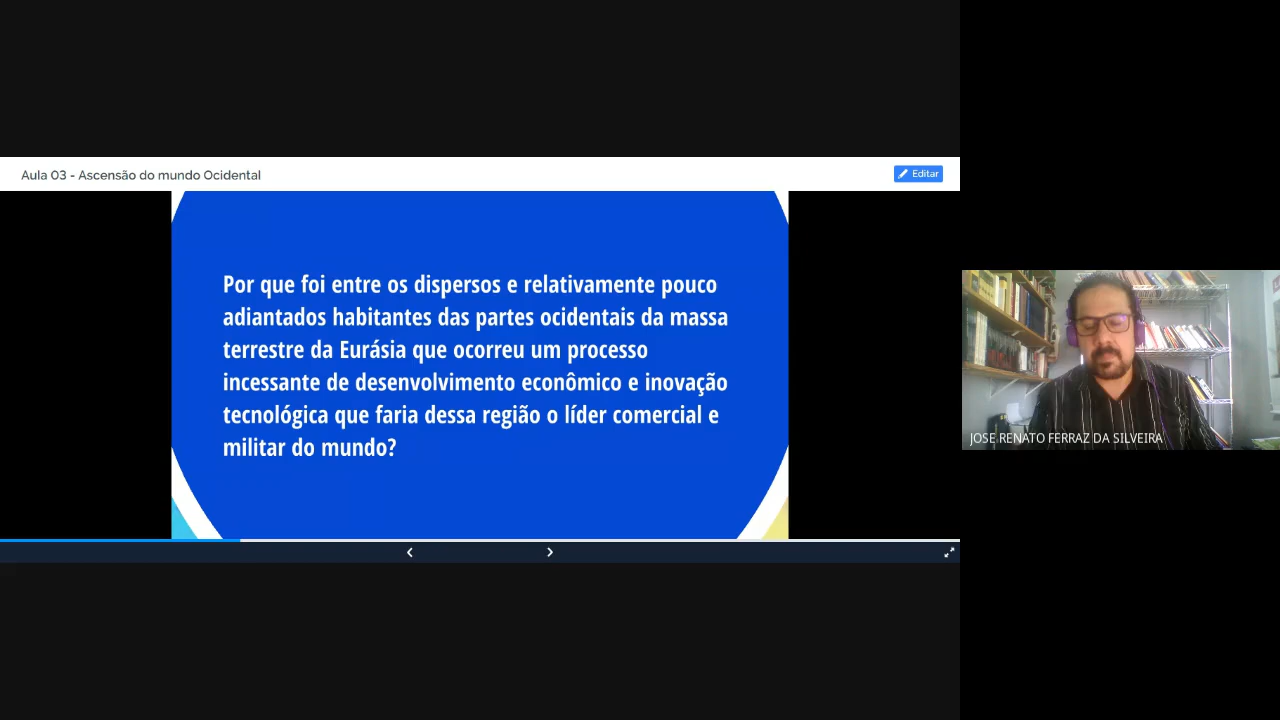 Aula 03 - Ascensão do mundo Ocidental
Editar
Por que foi entre os dispersos e relativamente pouco
adiantados habitantes das partes ocidentais da massa
terrestre da Eurásia que ocorreu um processo
incessante de desenvolvimento econômico e inovação
tecnológica que faria dessa região o líder comercial e
militar do mundo?
JOSE RENATO FERRAZ DA SILVEIRA